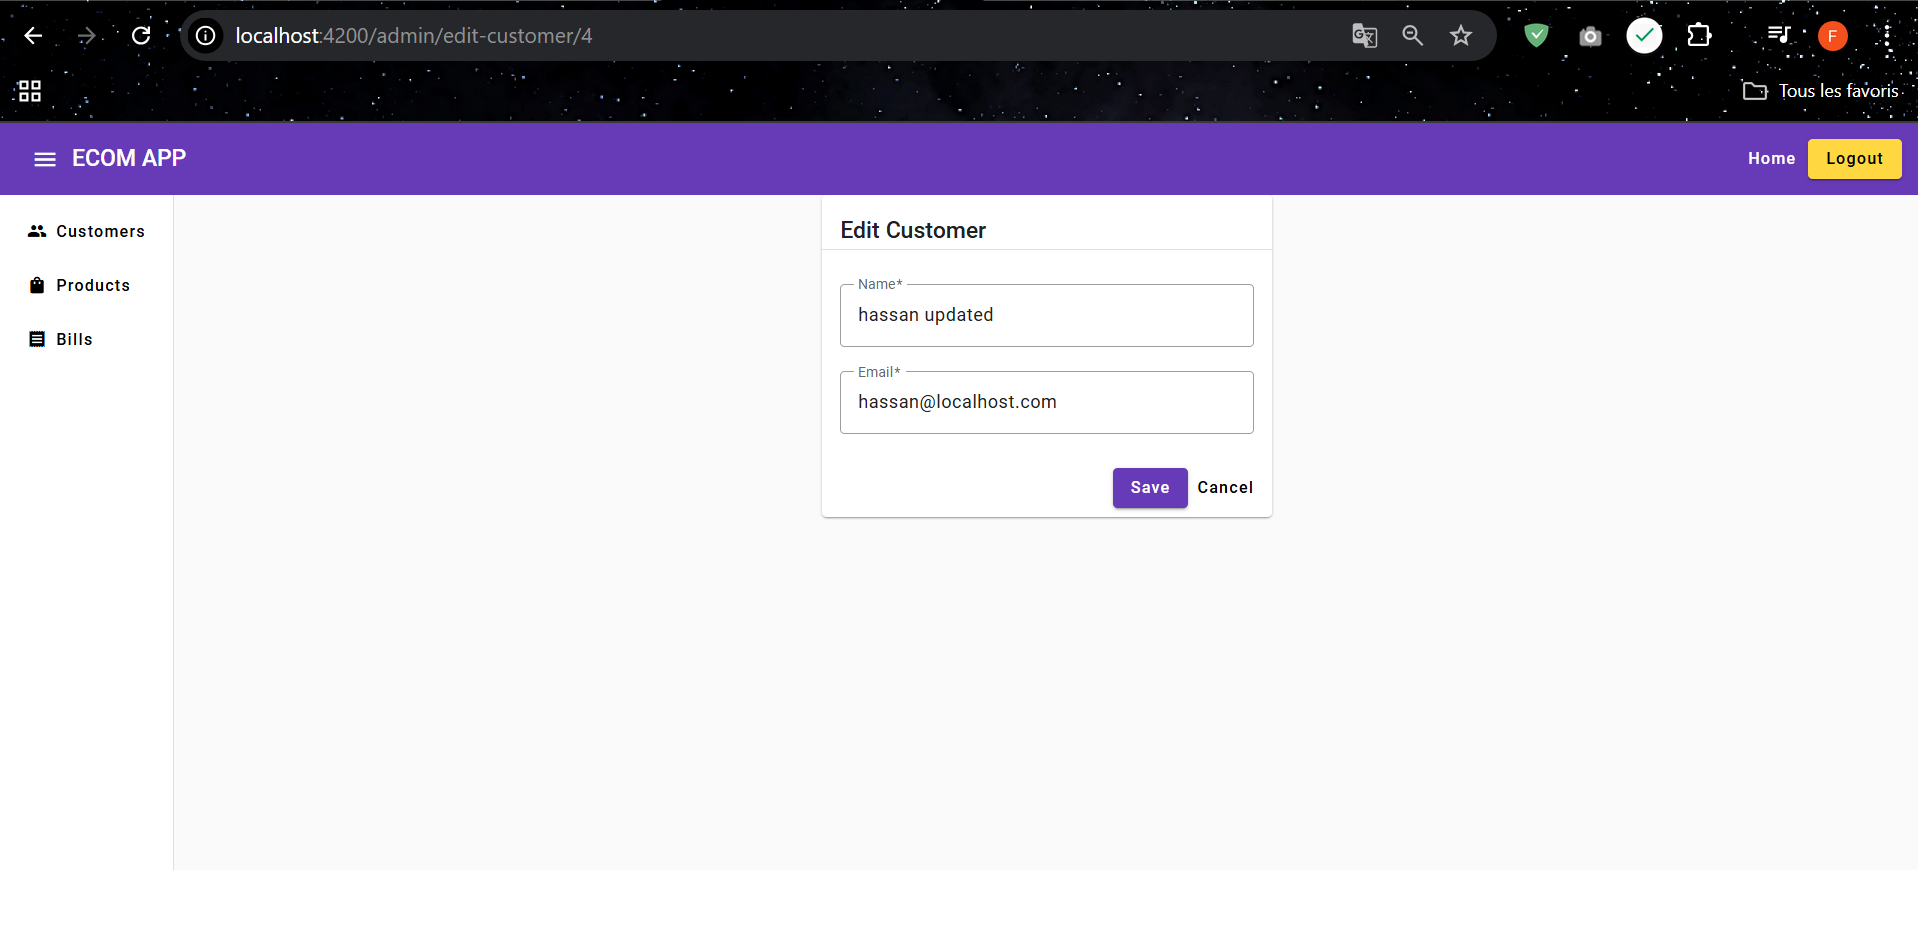 localhost:4200/admin/edit-customer/4
F
Tous les favoris
ECOM APP
Home
Logout
Customers
Products
Bills
Edit Customer
Name*
hassan updated
Email*
hassan@localhost.com
Save
Cancel